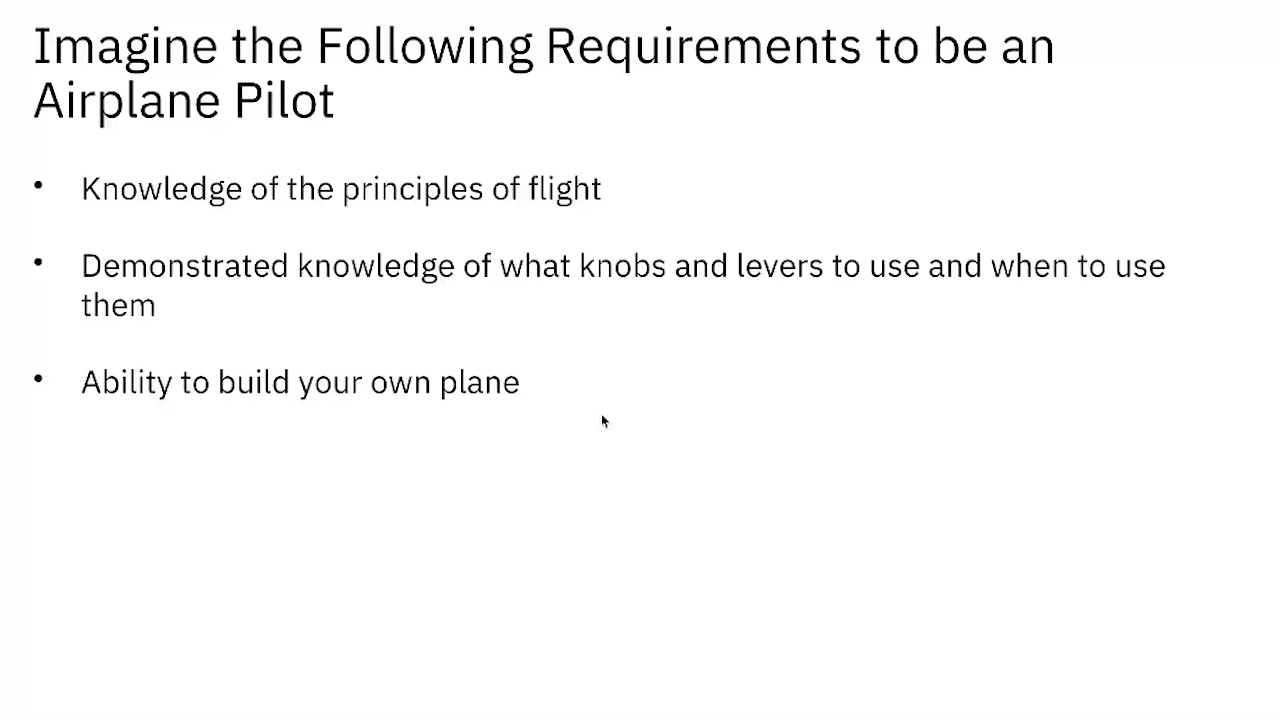 Imagine the Following Requirements to be an
Airplane Pilot
• Knowledge of the principles of flight
• Demonstrated knowledge of what knobs and levers to use and when to use
them
• Ability to build your own plane